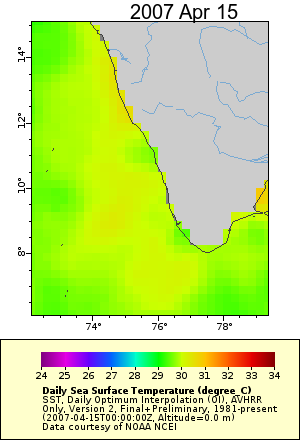 2007 Apr 15
14°
12°
10°
8°
74°
76°
78°
24 25 26 27 28 29 30 31 32 33 34
Daily Sea Surface Temperature (degree_C)
SST, Daily Optimum Interpolation (OI), AVHRR
Only, Version 2, Final+Preliminary, 1981-present
(2007-04-15T00:00:00Z, Altitude=0.0 m)
Data courtesy of NOAA NCEI